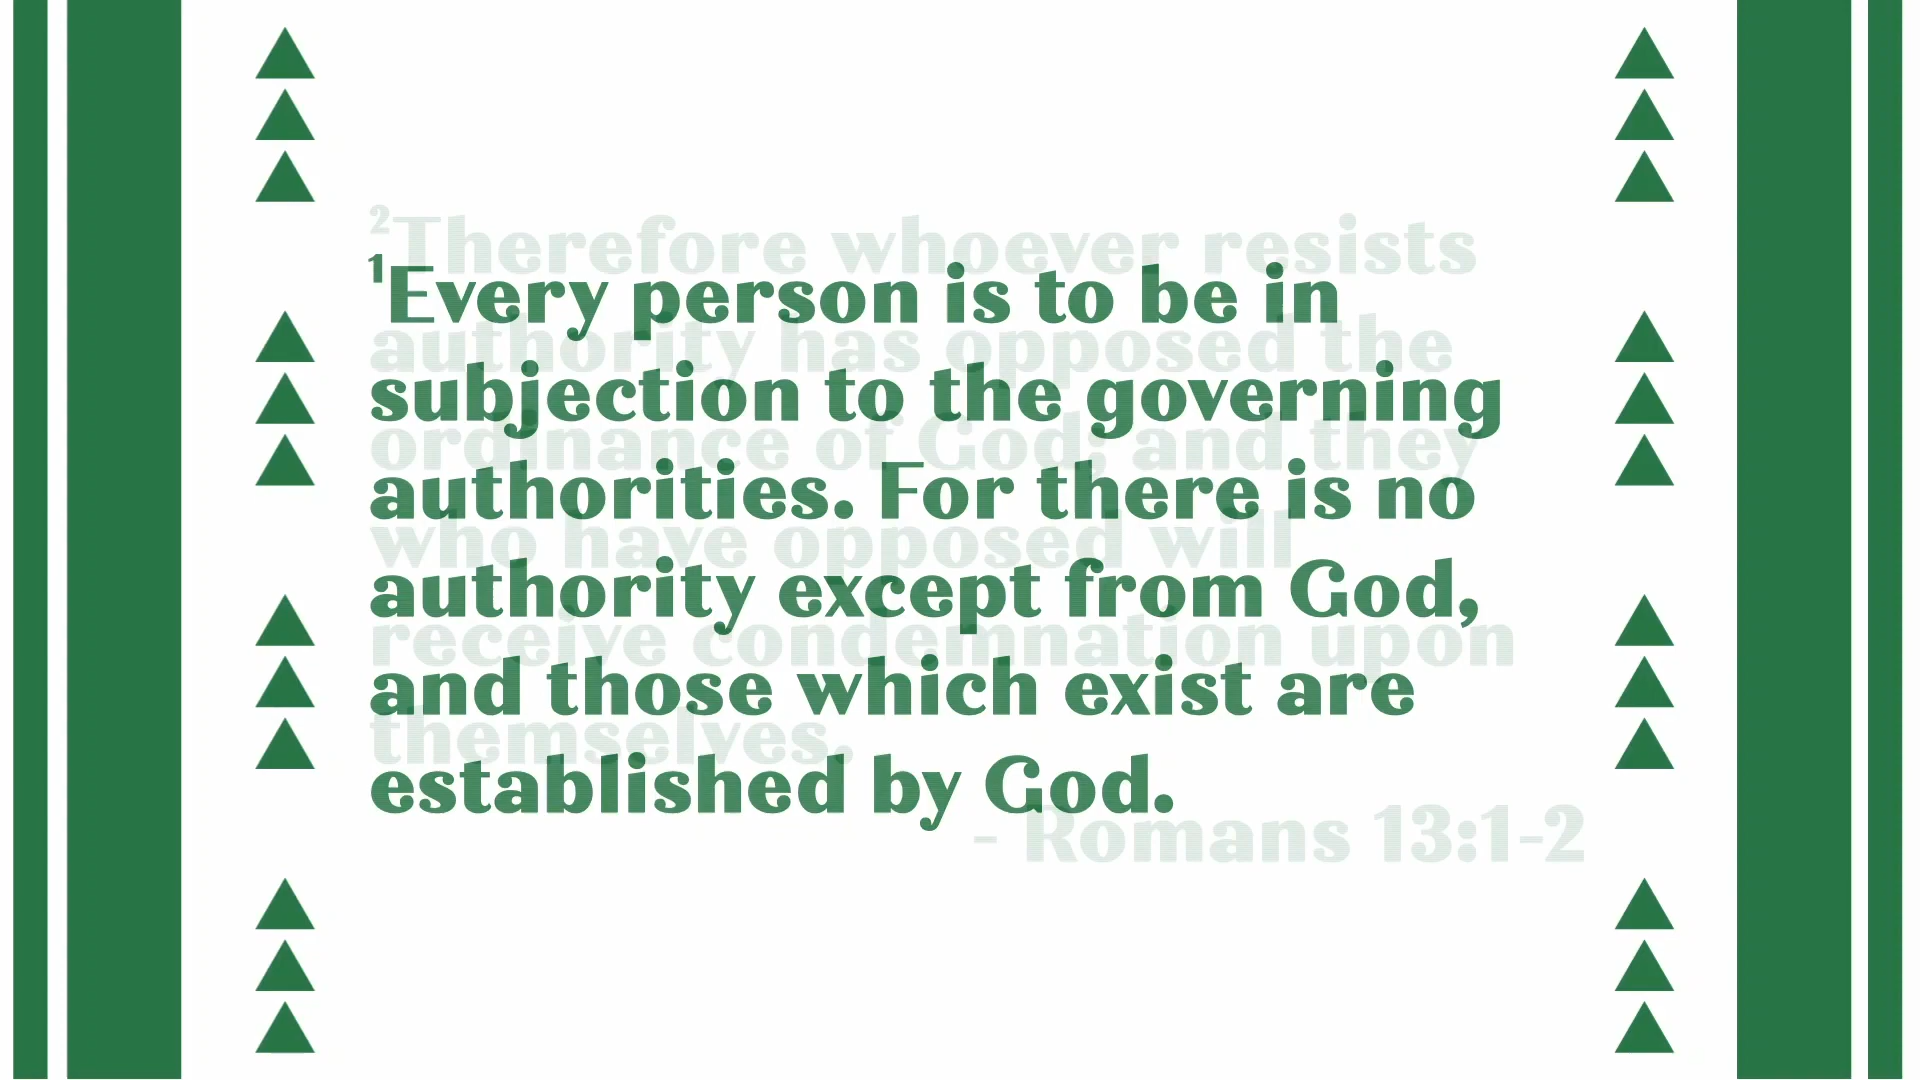 ¹Every person is to be in
subjection to the governing
authorities. For there is no
authority except from God,
and those which exist are
established by God.
²Therefore whoever resists
authority has opposed the
ordinance of God; and they
who have opposed will
receive condemnation upon
themselves.
- Romans 13:1-2